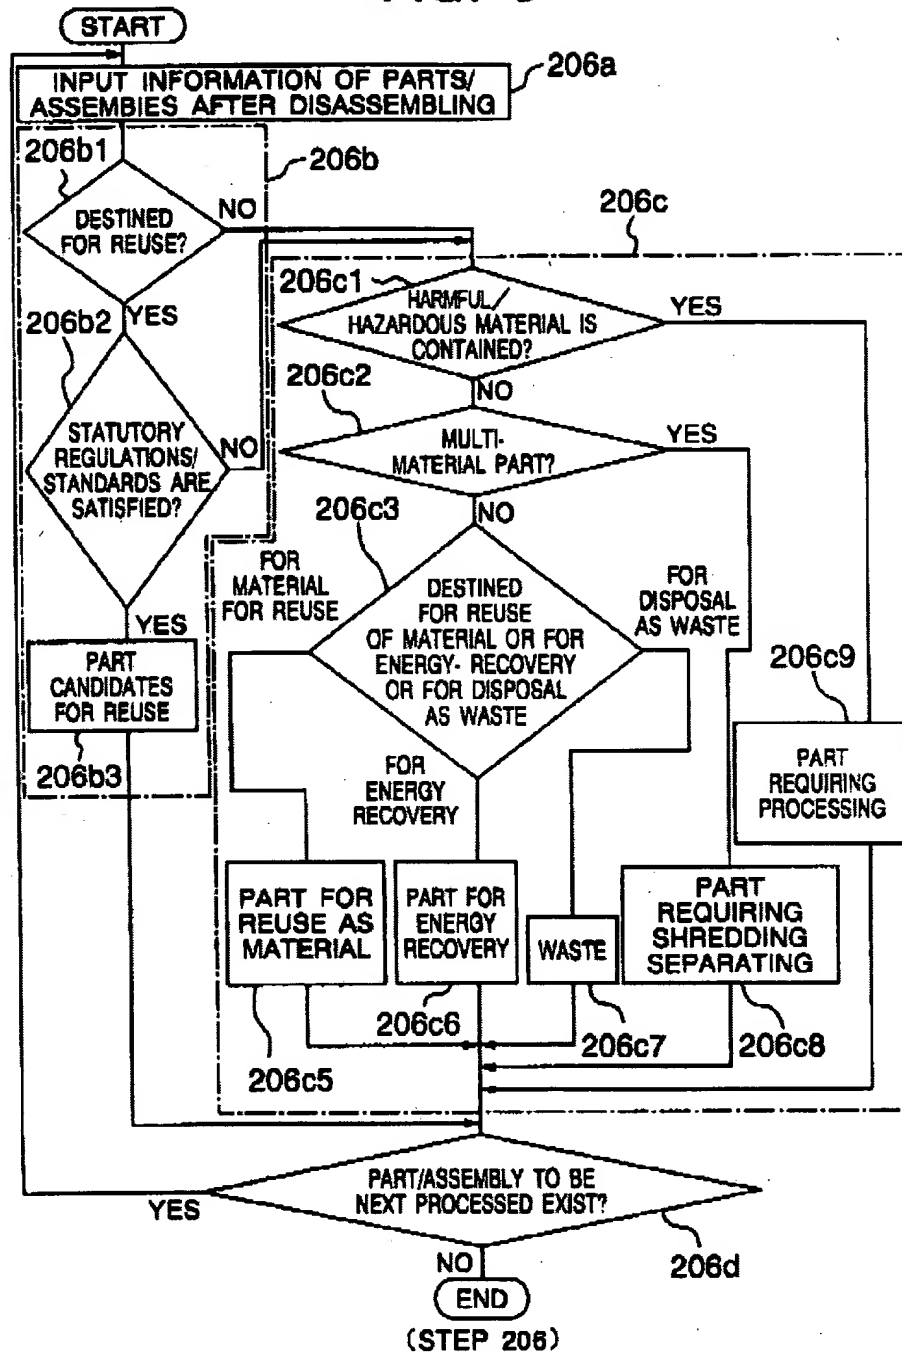 START
206a
INPUT INFORMATION OF PARTS/
ASSEMBIES AFTER DISASSEMBLING
206b1
206b
DESTINED
FOR REUSE?
NO
206c
206c1
HARMFUL/
HAZARDOUS MATERIAL IS
CONTAINED?
YES
YES
206b2
206c2
NO
STATUTORY
REGULATIONS/
STANDARDS ARE
SATISFIED?
NO
MULTI-
MATERIAL PART?
YES
206c3
NO
FOR
MATERIAL
FOR REUSE
DESTINED
FOR REUSE
OF MATERIAL OR FOR
ENERGY- RECOVERY
OR FOR DISPOSAL
AS WASTE
FOR
DISPOSAL
AS WASTE
YES
PART
CANDIDATES
FOR REUSE
206b3
206c9
FOR
ENERGY
RECOVERY
PART
REQUIRING
PROCESSING
PART FOR
REUSE AS
MATERIAL
PART FOR
ENERGY
RECOVERY
WASTE
PART
REQUIRING
SHREDDING
SEPARATING
206c5
206c6
206c7
206c8
PART/ASSEMBLY TO BE
NEXT PROCESSED EXIST?
YES
206d
NO
END
(STEP 206)